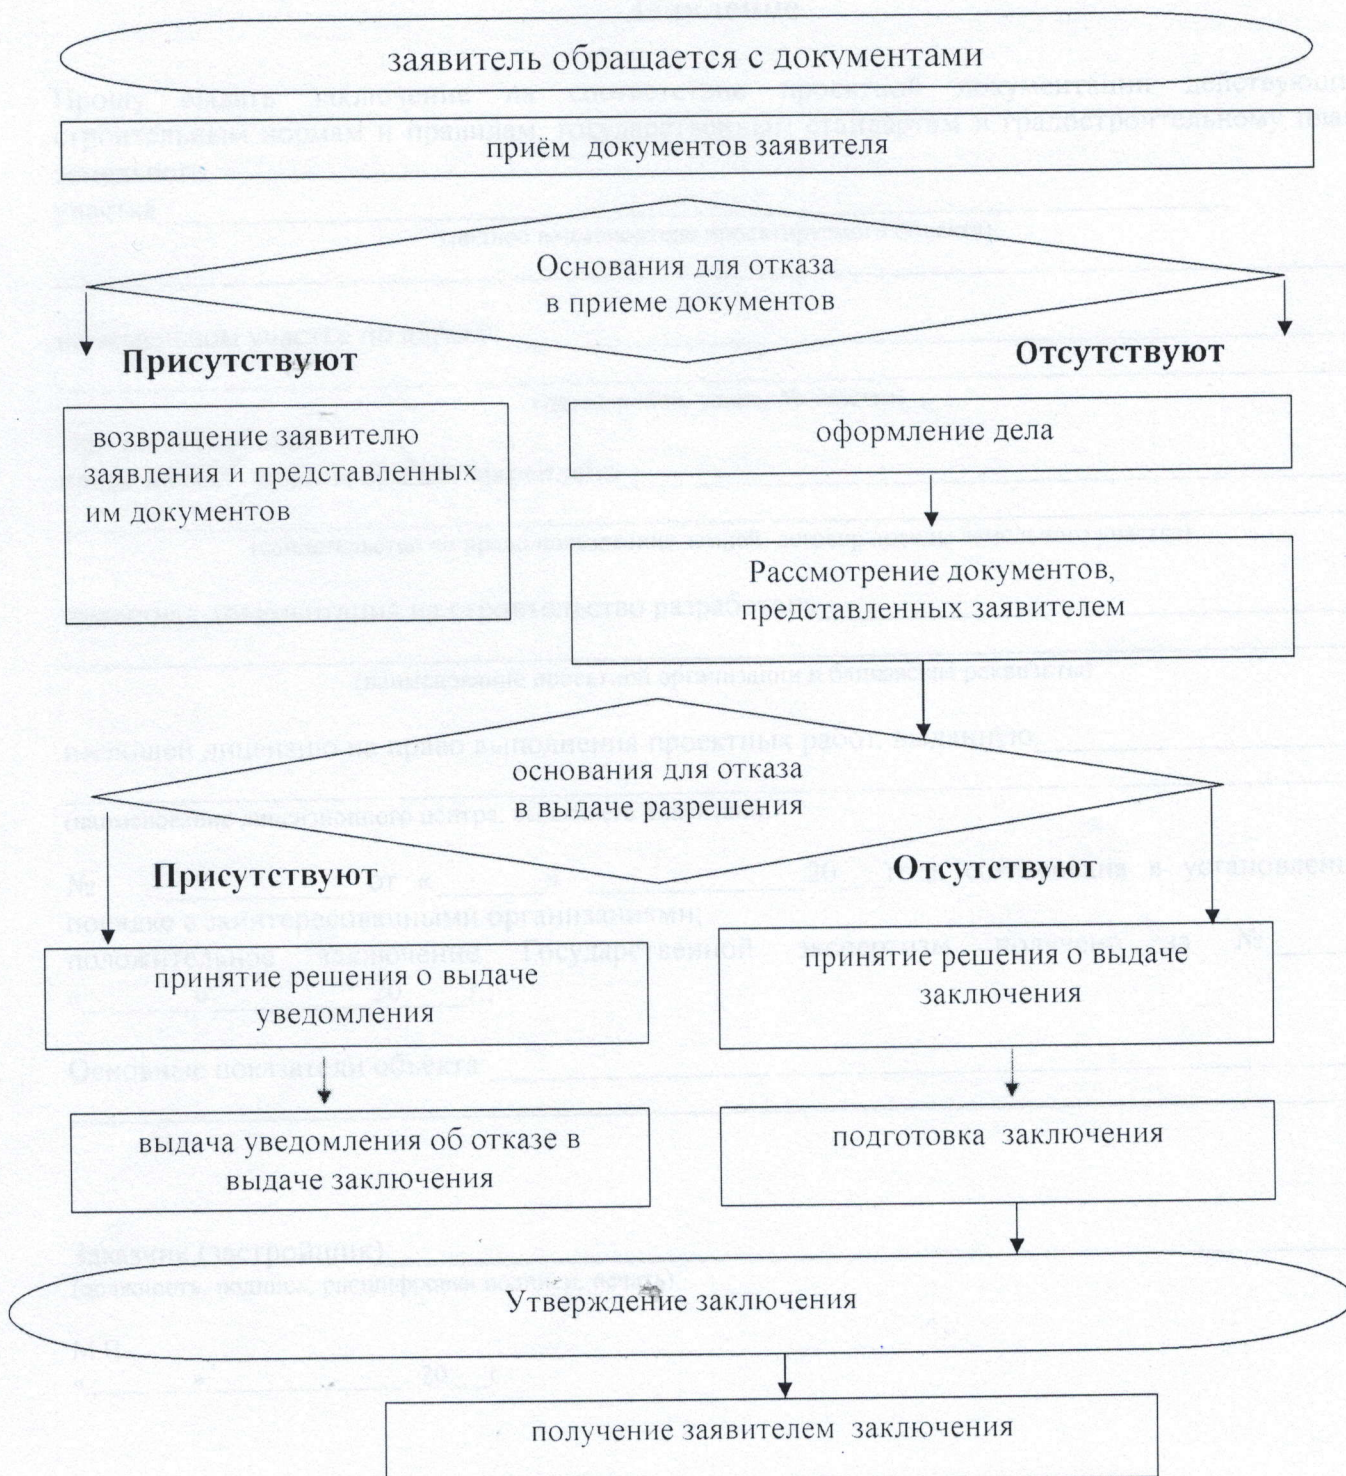 заявитель обращается с документами
приём документов заявителя
Основания для отказа
в приеме документов
Присутствуют
Отсутствуют
возвращение заявителю
заявления и представленных
им документов
оформление дела
Рассмотрение документов,
представленных заявителем
основания для отказа
в выдаче разрешения
Присутствуют
Отсутствуют
принятие решения о выдаче
уведомления
принятие решения о выдаче
заключения
выдача уведомления об отказе в
выдаче заключения
подготовка заключения
Утверждение заключения
получение заявителем заключения